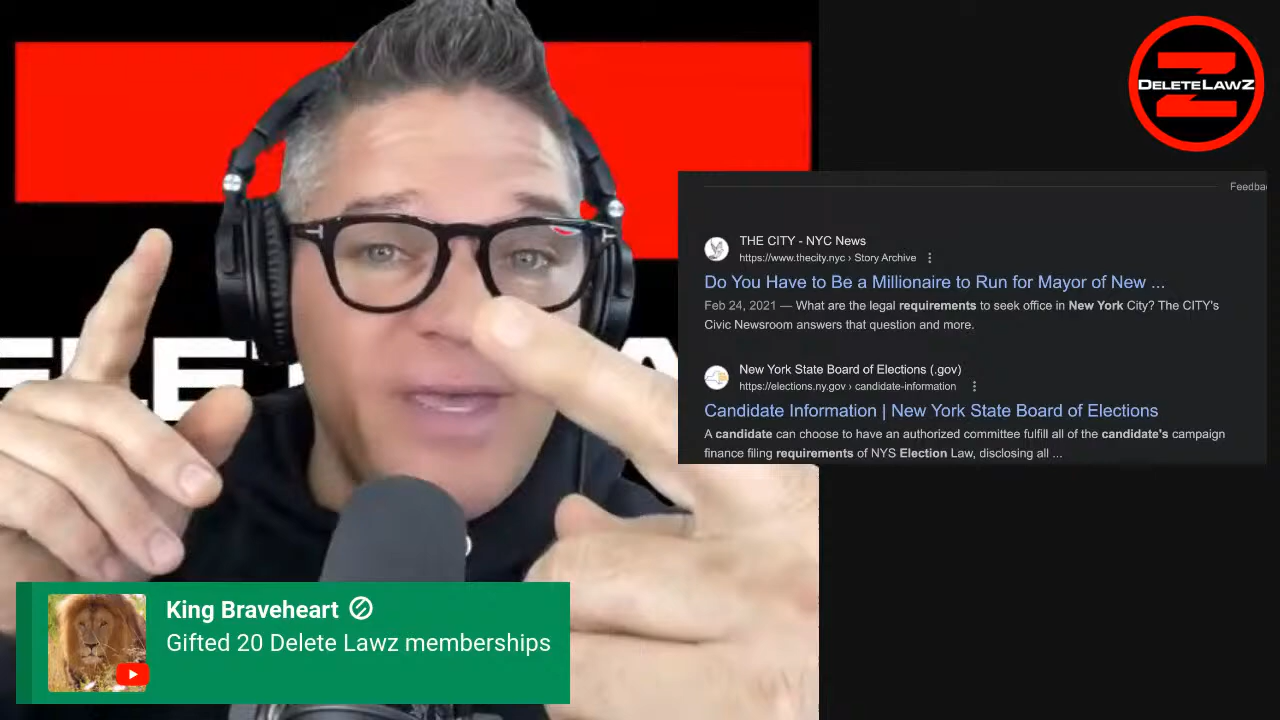 DELETELAWZ
Feedba
THE CITY - NYC News
https://www.thecity.nyc › Story Archive
Do You Have to Be a Millionaire to Run for Mayor of New ...
Feb 24, 2021 — What are the legal requirements to seek office in New York City? The CITY's
Civic Newsroom answers that question and more.
New York State Board of Elections (.gov)
https://elections.ny.gov › candidate-information
Candidate Information | New York State Board of Elections
A candidate can choose to have an authorized committee fulfill all of the candidate's campaign
finance filing requirements of NYS Election Law, disclosing all ...
King Braveheart
Gifted 20 Delete Lawz memberships